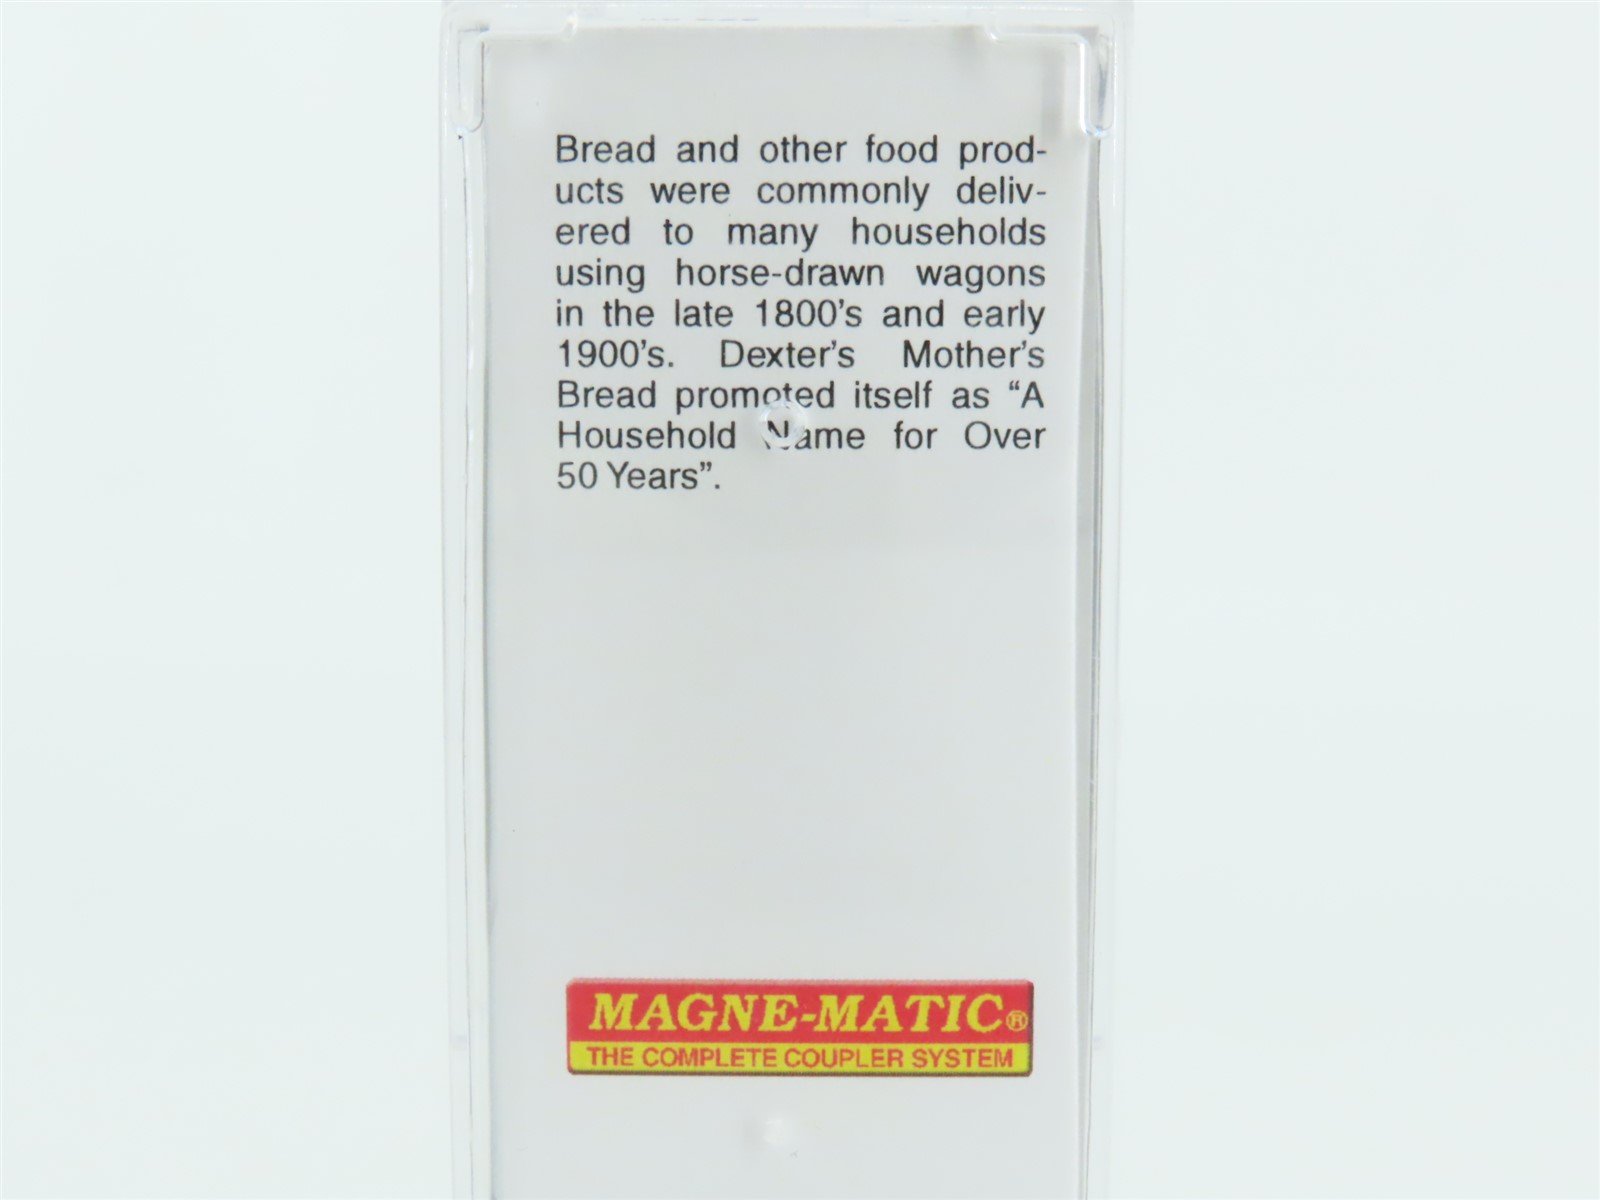 Bread and other food prod-
ucts were commonly deliv-
ered to many households
using horse-drawn wagons
in the late 1800's and early
1900's. Dexter's Mother's
Bread promoted itself as “A
Household Name for Over
50 Years”.
MAGNE-MATIC®
THE COMPLETE COUPLER SYSTEM